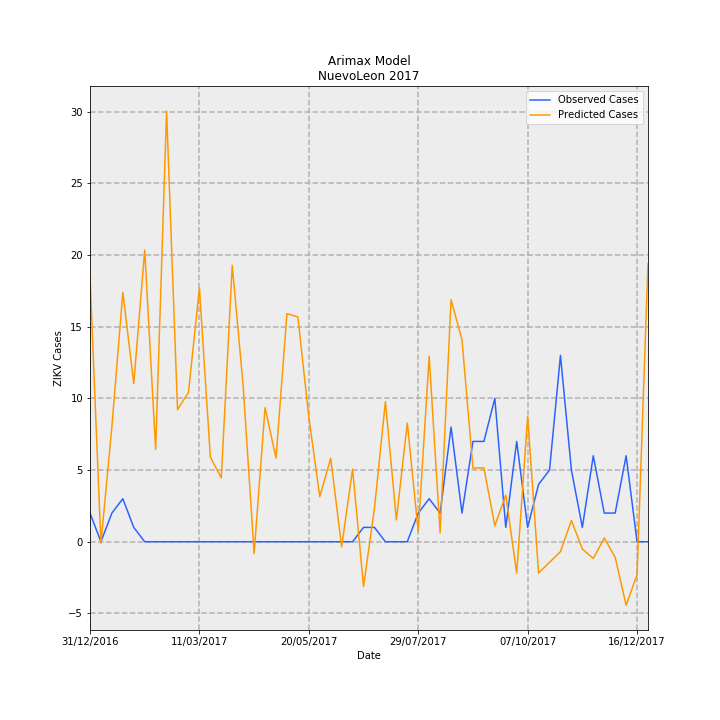 Arimax Model
NuevoLeon 2017
Observed Cases
Predicted Cases
30
25
20
15
10
5
0
−5
ZIKV Cases
31/12/2016 11/03/2017 20/05/2017 29/07/2017 07/10/2017 16/12/2017
Date